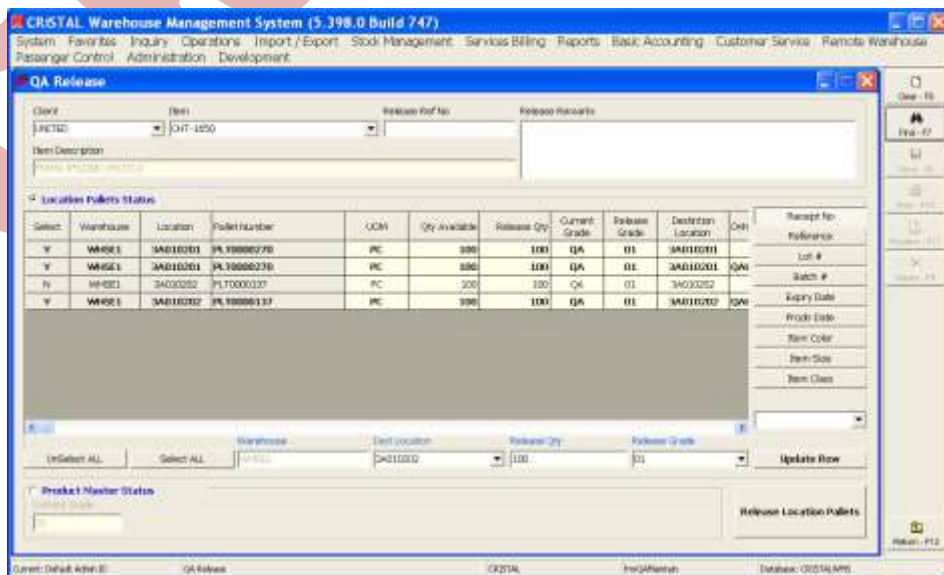 CRiSTAL Warehouse Management System (5.398.0 Build 747)
System Favorites Inquiry Operations Import / Export Stock Management Services Billing Reports Basic Accounting Customer Service Remote Warehouse
Passenger Control Administration Development
QA Release
Clear - F6
Find - F7
Client Item Release Ref No Release Remarks
UNITED CHT-1650
Item Description
Location Pallets Status
Select Warehouse Location Pallet Number UOM Qty Available Release Qty Current Grade Release Grade Destintion Location
Y WHSE1 3A010201 PLT0000270 PC 100 100 QA 01 3A010201
Y WHSE1 3A010201 PLT0000270 PC 100 100 QA 01 3A010201
N WHSE1 3A010202 PLT0000137 PC 100 100 QA 01 3A010202
Y WHSE1 3A010202 PLT0000137 PC 100 100 QA 01 3A010202
Receipt No
Reference
Lot #
Batch #
Expiry Date
Prodn Date
Item Color
Item Size
Item Class
Warehouse Dest Location Release Qty Release Grade
UnSelect ALL Select ALL WHSE1 100 01 Update Row
Product Master Status
Release Location Pallets
Return - F12
QA Release CRISTAL Database: CRISTALWMS